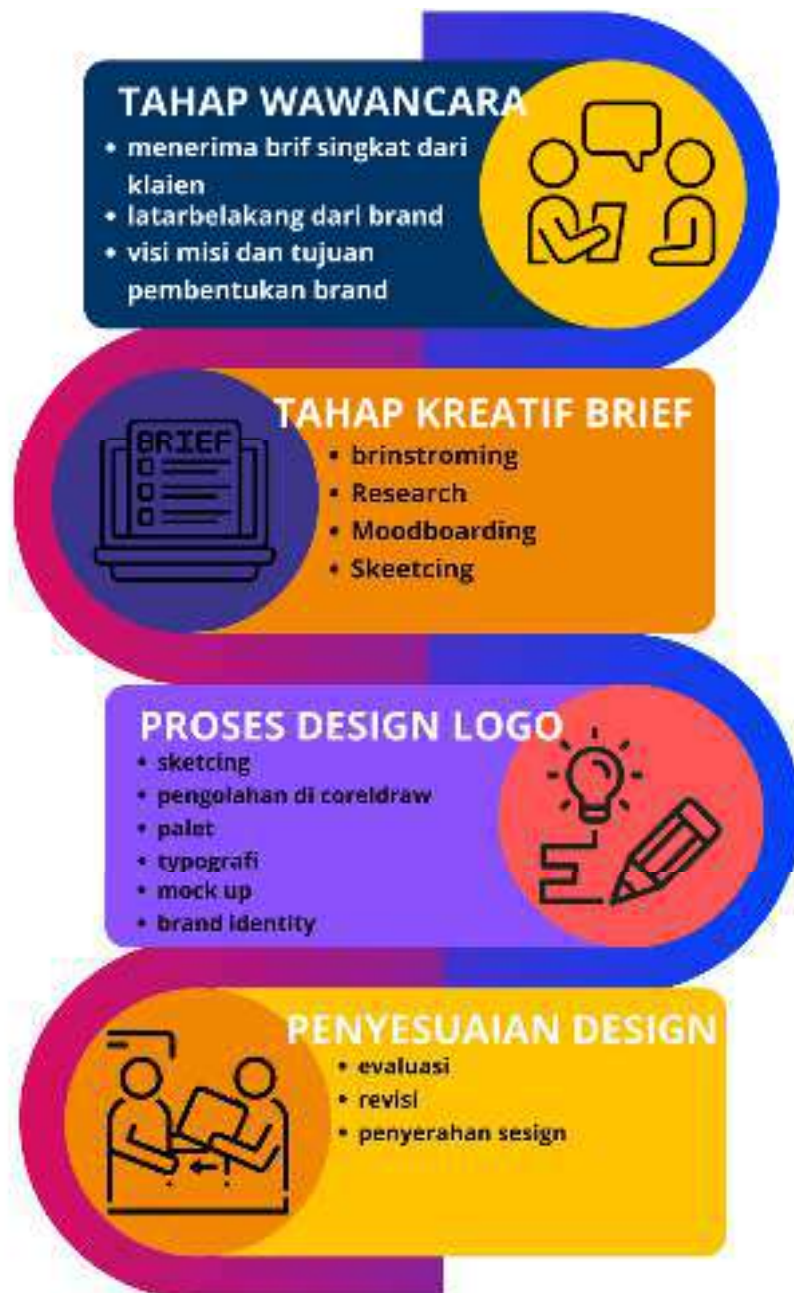 TAHAP WAWANCARA
• menerima brif singkat dari
klaien
• latarbelakang dari brand
• visi misi dan tujuan
pembentukan brand
TAHAP KREATIF BRIEF
BRIEF
• brinstroming
• Research
• Moodboarding
• Skeetcing
PROSES DESIGN LOGO
• sketcing
• pengolahan di coreldraw
• palet
• typografi
• mock up
• brand identity
PENYESUAIAN DESIGN
• evaluasi
• revisi
• penyerahan sesign